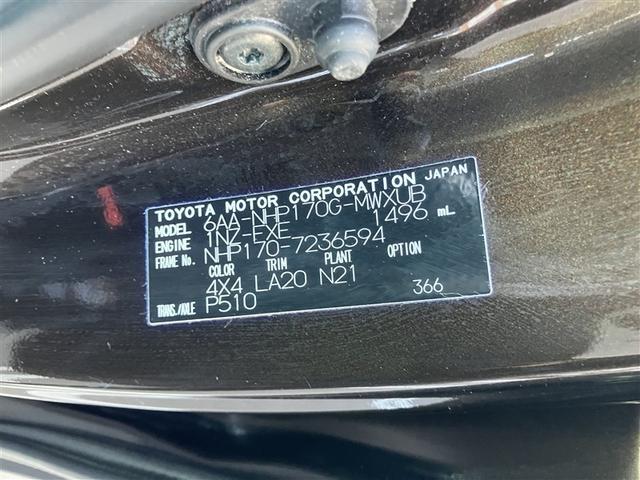 TOYOTA MOTOR CORPORATION JAPAN
MODEL 6AA-NHP170G-MWXUB
ENGINE 1NZ-FXE 1496 mL
FRAME No. NHP170-7236594
COLOR TRIM PLANT OPTION
4X4 LA20 N21
TRANS./AXLE P510 366